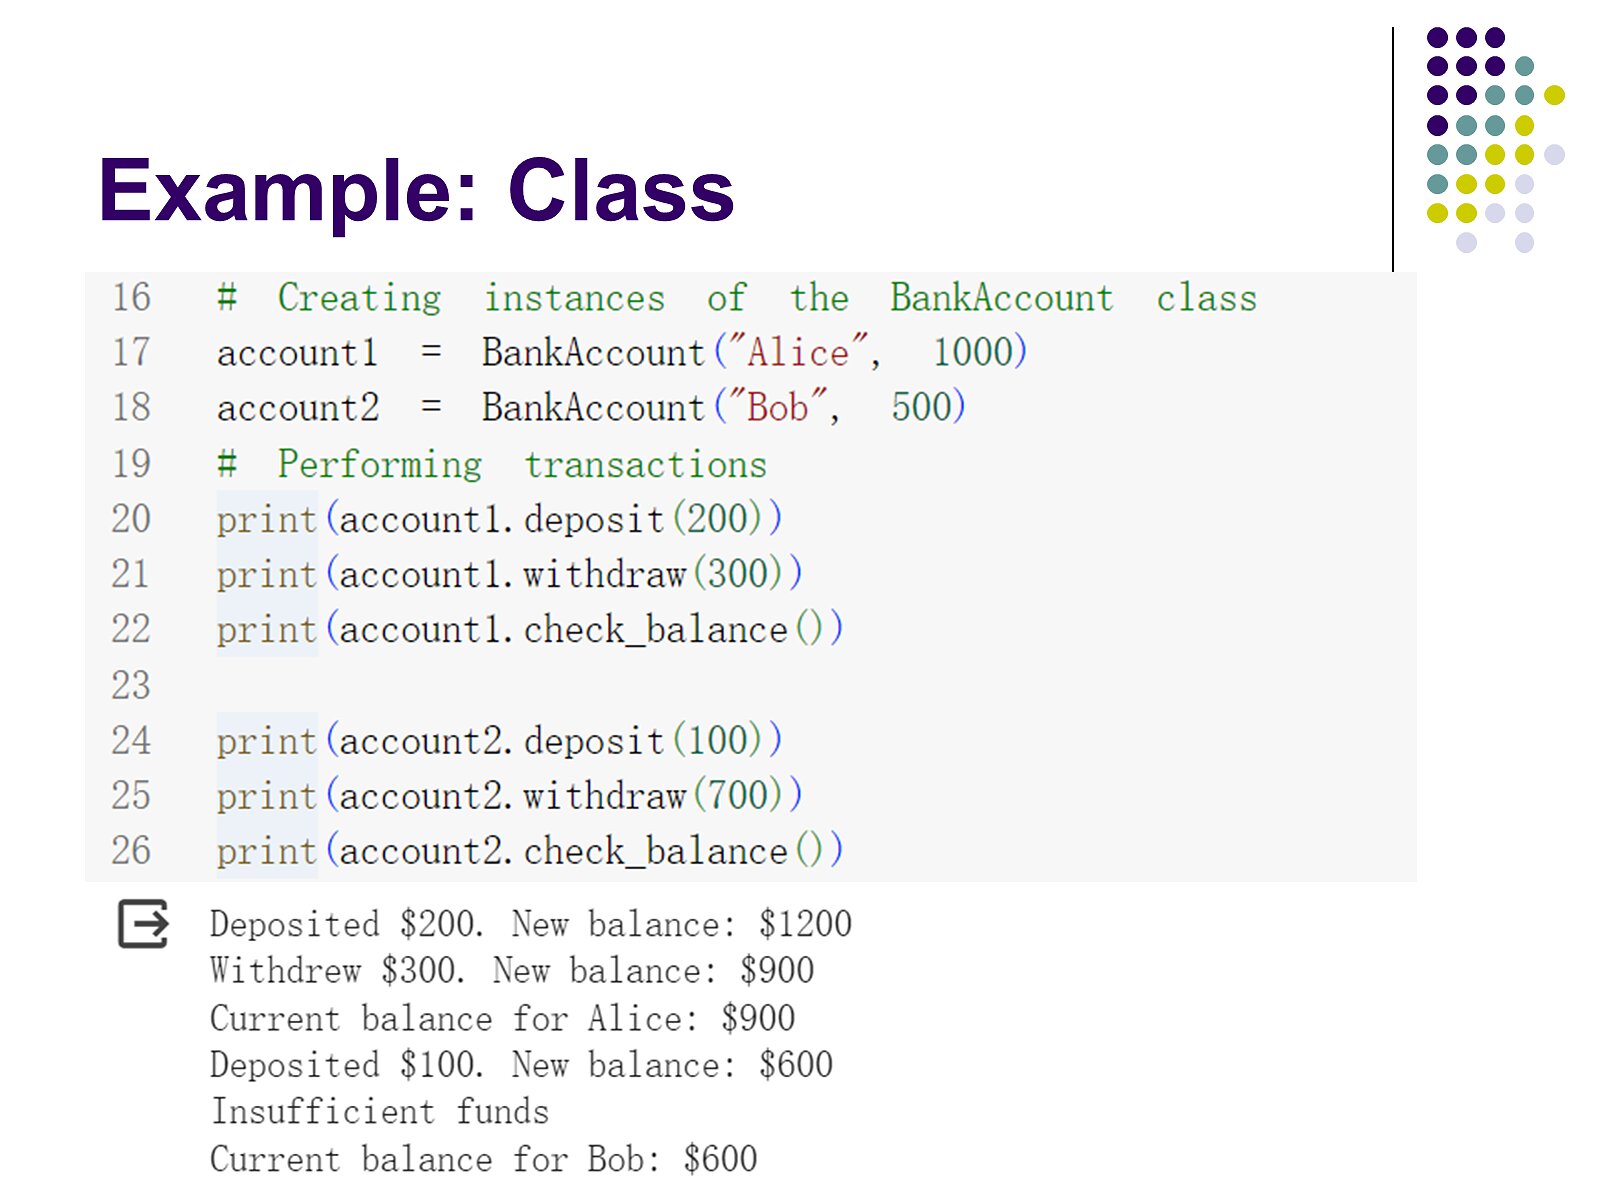 Example: Class
16 # Creating instances of the BankAccount class
17 account1 = BankAccount("Alice", 1000)
18 account2 = BankAccount("Bob", 500)
19 # Performing transactions
20 print(account1.deposit(200))
21 print(account1.withdraw(300))
22 print(account1.check_balance())
23
24 print(account2.deposit(100))
25 print(account2.withdraw(700))
26 print(account2.check_balance())
Deposited $200. New balance: $1200
Withdrew $300. New balance: $900
Current balance for Alice: $900
Deposited $100. New balance: $600
Insufficient funds
Current balance for Bob: $600